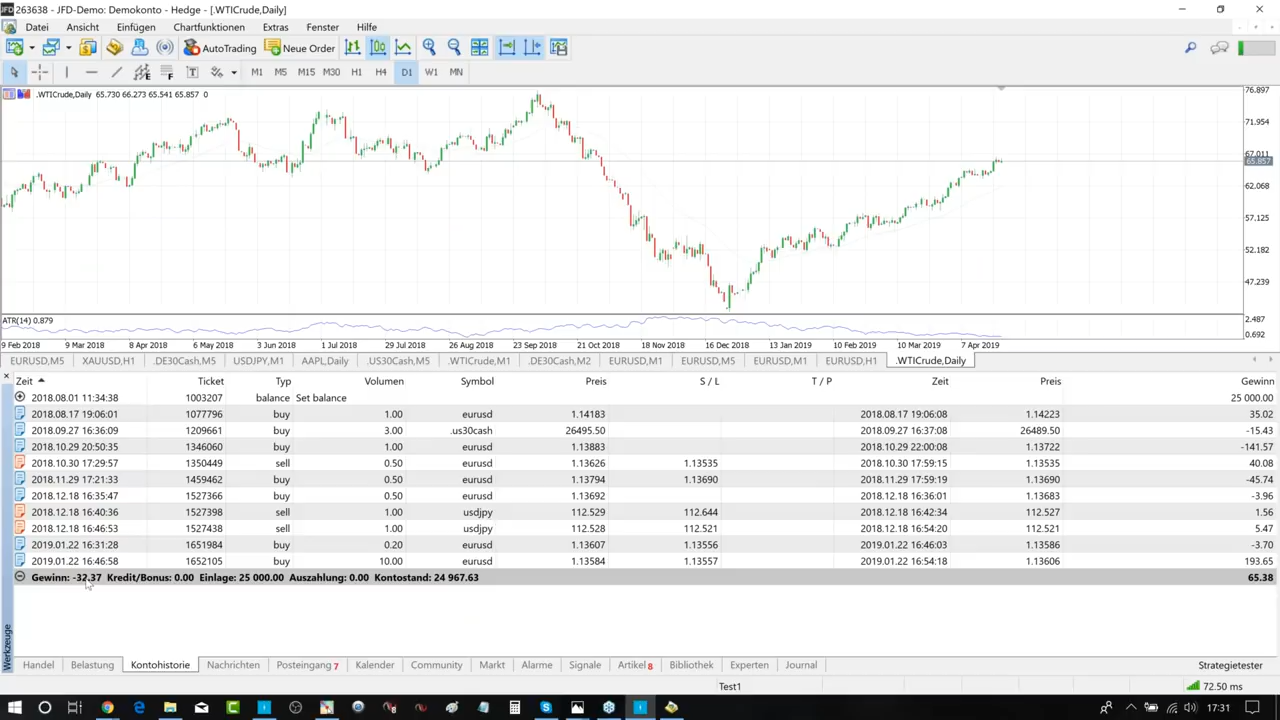 263638 - JFD-Demo: Demokonto - Hedge - [.WTICrude,Daily]
Datei Ansicht Einfügen Chartfunktionen Extras Fenster Hilfe
AutoTrading Neue Order
M1 M5 M15 M30 H1 H4 D1 W1 MN
.WTICrude,Daily 65.730 66.273 65.541 65.857 0
76.897
71.954
67.011
65.857
62.068
57.125
52.182
47.239
ATR(14) 0.879
2.487
0.692
9 Feb 2018 9 Mar 2018 8 Apr 2018 6 May 2018 3 Jun 2018 1 Jul 2018 29 Jul 2018 26 Aug 2018 23 Sep 2018 21 Oct 2018 18 Nov 2018 16 Dec 2018 13 Jan 2019 10 Feb 2019 10 Mar 2019 7 Apr 2019
EURUSD,M5 XAUUSD,H1 .DE30Cash,M5 USDJPY,M1 AAPL,Daily .US30Cash,M5 .WTICrude,M1 .DE30Cash,M2 EURUSD,M1 EURUSD,M5 EURUSD,M1 EURUSD,H1 .WTICrude,Daily
Zeit Ticket Typ Volumen Symbol Preis S / L T / P Zeit Preis Gewinn
2018.08.01 11:34:38 1003207 balance Set balance 25 000.00
2018.08.17 19:06:01 1077796 buy 1.00 eurusd 1.14183 2018.08.17 19:06:08 1.14223 35.02
2018.09.27 16:36:09 1209661 buy 3.00 .us30cash 26495.50 2018.09.27 16:37:08 26489.50 -15.43
2018.10.29 20:50:35 1346060 buy 1.00 eurusd 1.13883 2018.10.29 22:00:08 1.13722 -141.57
2018.10.30 17:29:57 1350449 sell 0.50 eurusd 1.13626 1.13535 2018.10.30 17:59:15 1.13535 40.08
2018.11.29 17:21:33 1459462 buy 0.50 eurusd 1.13794 1.13690 2018.11.29 17:59:19 1.13690 -45.74
2018.12.18 16:35:47 1527366 buy 0.50 eurusd 1.13692 2018.12.18 16:36:01 1.13683 -3.96
2018.12.18 16:40:36 1527398 sell 1.00 usdjpy 112.529 112.644 2018.12.18 16:42:34 112.527 1.56
2018.12.18 16:46:53 1527438 sell 1.00 usdjpy 112.528 112.521 2018.12.18 16:54:20 112.521 5.47
2019.01.22 16:31:28 1651984 buy 0.20 eurusd 1.13607 1.13556 2019.01.22 16:46:03 1.13586 -3.70
2019.01.22 16:46:58 1652105 buy 10.00 eurusd 1.13584 1.13557 2019.01.22 16:54:18 1.13606 193.65
Gewinn: -32.37 Kredit/Bonus: 0.00 Einlage: 25 000.00 Auszahlung: 0.00 Kontostand: 24 967.63 65.38
Werkzeuge
Handel Belastung Kontohistorie Nachrichten Posteingang 7 Kalender Community Markt Alarme Signale Artikel 8 Bibliothek Experten Journal Strategietester
Test1 72.50 ms
17:31